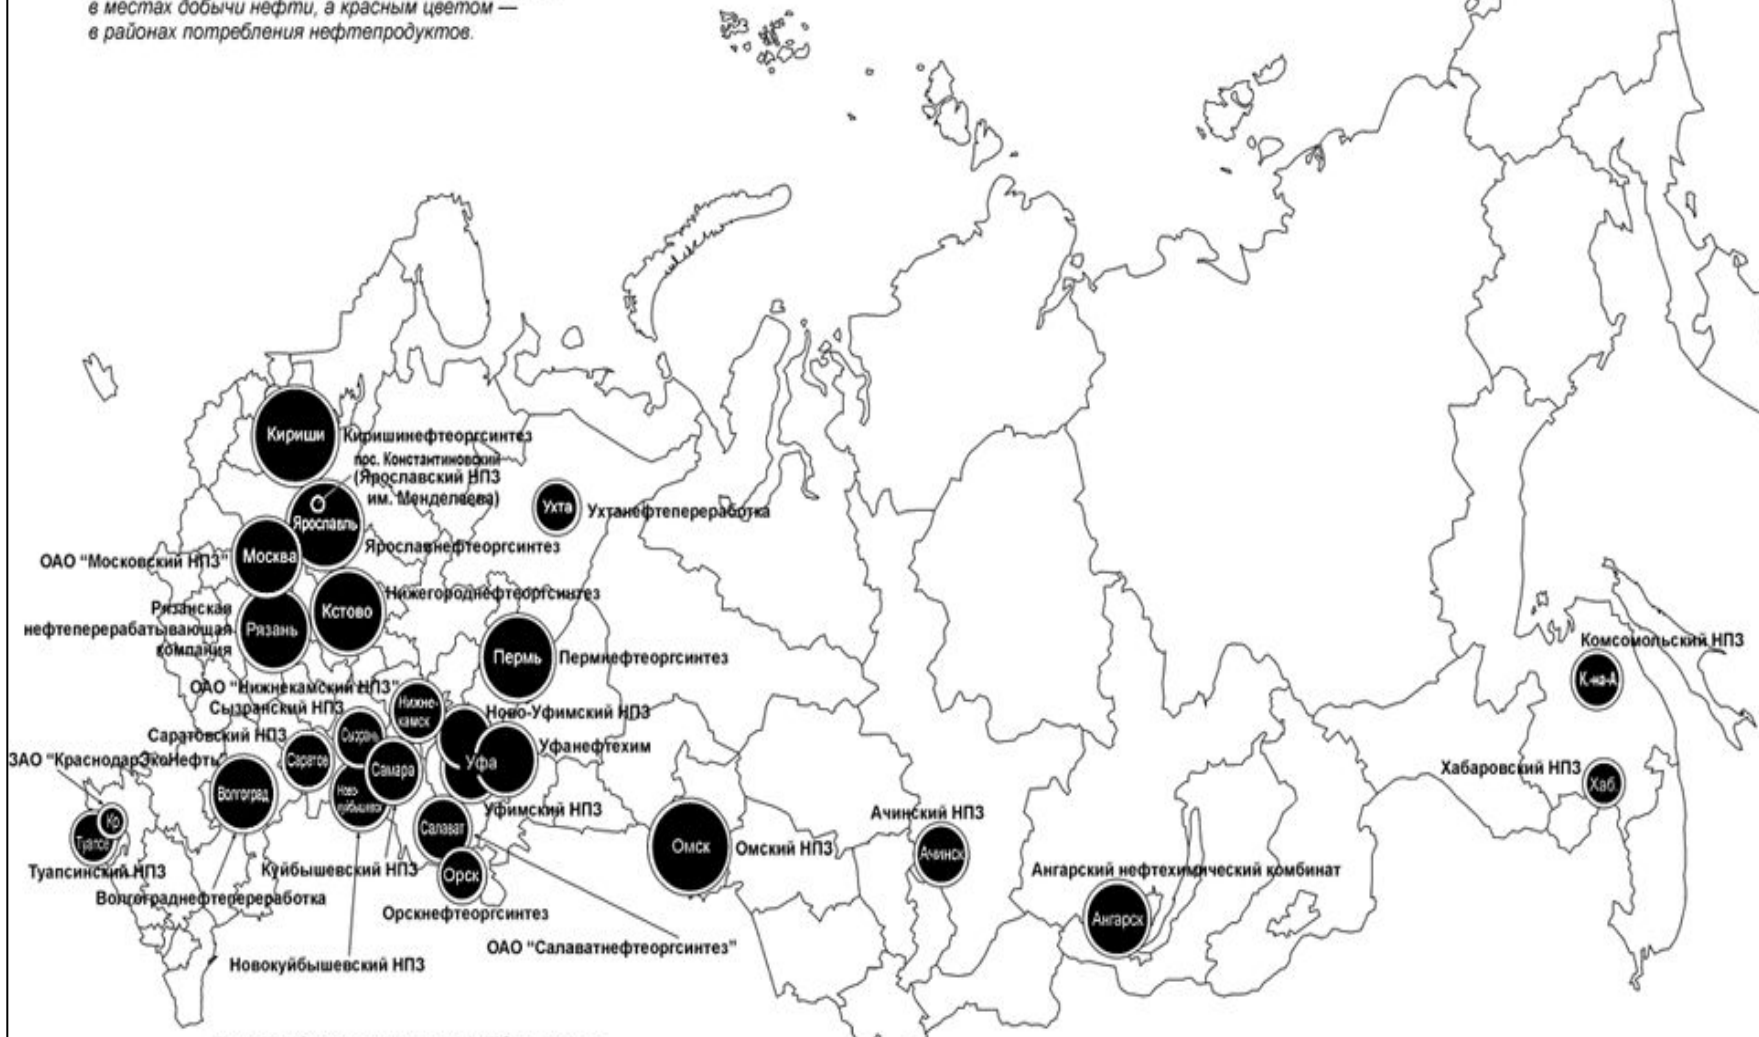 в местах добычи нефти, а красным цветом —
в районах потребления нефтепродуктов.
Кириши
Киришинефтеоргсинтез
пос. Константиновский
(Ярославский НПЗ
им. Менделеева)
Ухта
Ухтанефтепереработка
Ярославль
Ярославнефтеоргсинтез
Москва
ОАО “Московский НПЗ”
Кстово
Нижегороднефтеоргсинтез
Рязанская
нефтеперерабатывающая
компания
Рязань
Пермь
Пермнефтеоргсинтез
Комсомольский НПЗ
К.-на-А
ОАО “Нижнекамский НПЗ”
Нижне-
камск
Сызранский НПЗ
Сызрань
Ново-Уфимский НПЗ
Саратовский НПЗ
Саратов
Уфанефтехим
Уфа
Самара
ЗАО “КраснодарЭкоНефть”
Хабаровский НПЗ
Хаб.
Волгоград
Ново-
куйбышевск
Уфимский НПЗ
Ачинский НПЗ
Кр
Туапсе
Салават
Омск
Омский НПЗ
Ачинск
Туапсинский НПЗ
Куйбышевский НПЗ
Орск
Ангарский нефтехимический комбинат
Волгограднефтепереработка
Орскнефтеоргсинтез
Ангарск
ОАО “Салаватнефтеоргсинтез”
Новокуйбышевский НПЗ